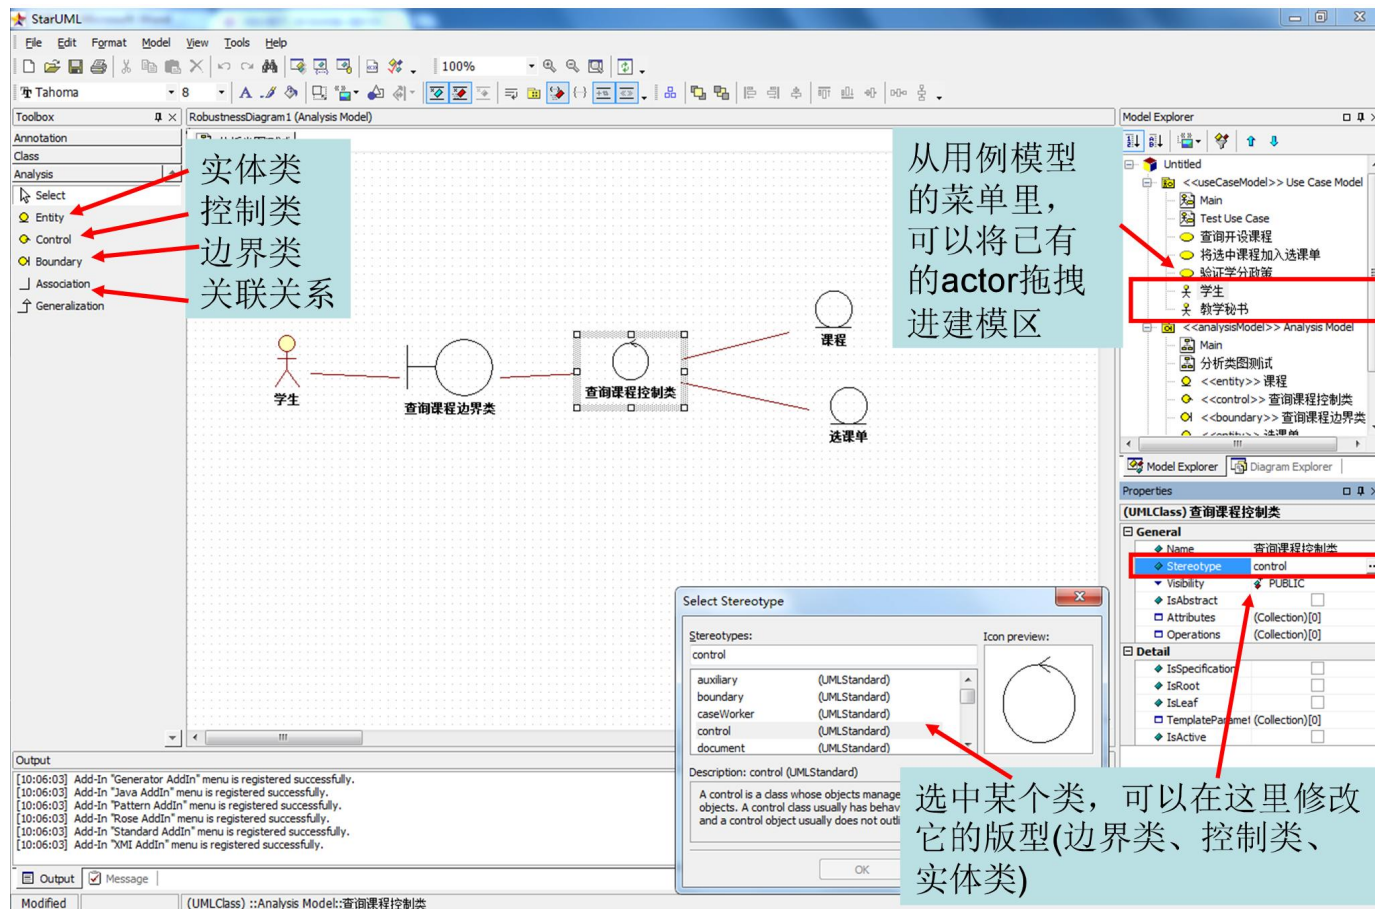 StarUML
File Edit Format Model View Tools Help
100%
Tahoma 8
Toolbox
RobustnessDiagram1 (Analysis Model)
Model Explorer
Annotation
Class
Analysis
Select
Entity
Control
Boundary
Association
Generalization
实体类
控制类
边界类
关联关系
从用例模型
的菜单里，
可以将已有
的actor拖拽
进建模区
Untitled
<<useCaseModel>> Use Case Model
Main
Test Use Case
查询开设课程
将选中课程加入选课单
验证学分政策
学生
教学秘书
<<analysisModel>> Analysis Model
Main
分析类图测试
<<entity>> 课程
<<control>> 查询课程控制类
<<boundary>> 查询课程边界类
<<entity>> 选课单
Model Explorer Diagram Explorer
学生
查询课程边界类
查询课程控制类
课程
选课单
Properties
(UMLClass) 查询课程控制类
General
Name 查询课程控制类
Stereotype control
Visibility PUBLIC
IsAbstract
Attributes (Collection)[0]
Operations (Collection)[0]
Detail
IsSpecification
IsRoot
IsLeaf
TemplateParamet (Collection)[0]
IsActive
Select Stereotype
Stereotypes:
Icon preview:
control
auxiliary (UMLStandard)
boundary (UMLStandard)
caseWorker (UMLStandard)
control (UMLStandard)
document (UMLStandard)
Description: control (UMLStandard)
A control is a class whose objects manage
objects. A control class usually has behav
and a control object usually does not outli
OK
选中某个类，可以在这里修改
它的版型(边界类、控制类、
实体类)
Output
[10:06:03] Add-In "Generator AddIn" menu is registered successfully.
[10:06:03] Add-In "Java AddIn" menu is registered successfully.
[10:06:03] Add-In "Pattern AddIn" menu is registered successfully.
[10:06:03] Add-In "Rose AddIn" menu is registered successfully.
[10:06:03] Add-In "Standard AddIn" menu is registered successfully.
[10:06:03] Add-In "XMI AddIn" menu is registered successfully.
Output Message
Modified
(UMLClass) ::Analysis Model::查询课程控制类